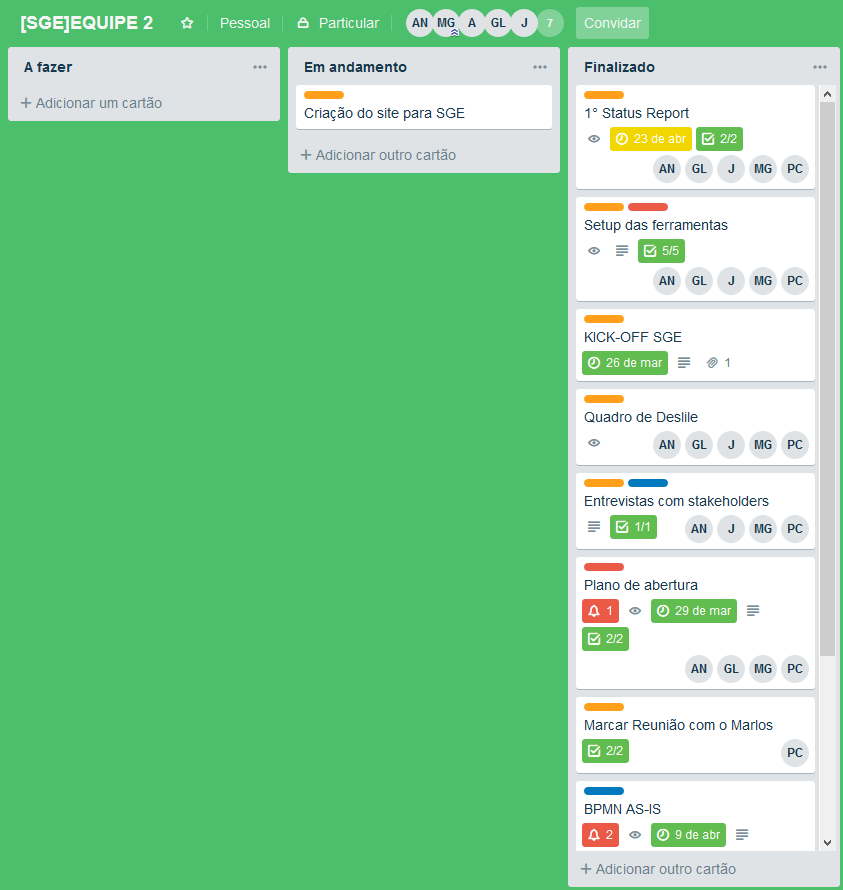 [SGE]EQUIPE 2 Pessoal Particular AN MG A GL J 7 Convidar
A fazer
+ Adicionar um cartão
Em andamento
Criação do site para SGE
+ Adicionar outro cartão
Finalizado
1° Status Report
23 de abr 2/2
AN GL J MG PC
Setup das ferramentas
5/5
AN GL J MG PC
KICK-OFF SGE
26 de mar 1
Quadro de Deslile
AN GL J MG PC
Entrevistas com stakeholders
1/1 AN J MG PC
Plano de abertura
1 29 de mar
2/2
AN GL MG PC
Marcar Reunião com o Marlos
2/2 PC
BPMN AS-IS
2 9 de abr
+ Adicionar outro cartão